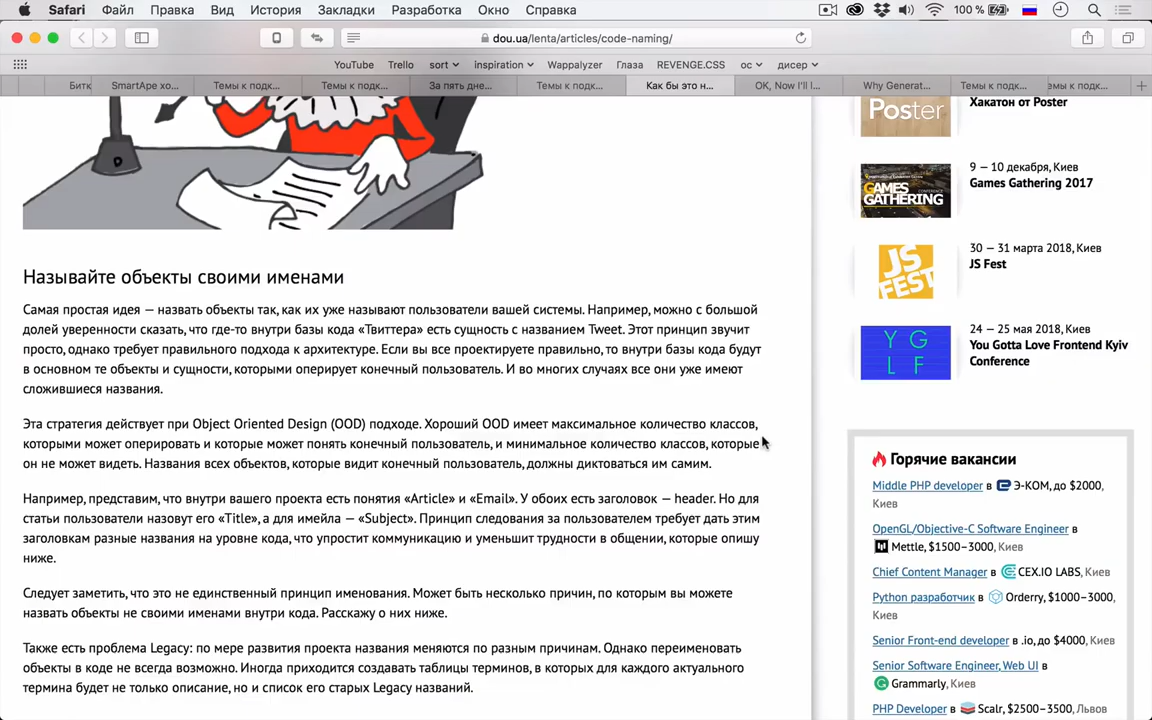 Safari Файл Правка Вид История Закладки Разработка Окно Справка 100 %
dou.ua/lenta/articles/code-naming/
YouTube Trello sort inspiration Wappalyzer Глаза REVENGE.CSS ос дисер
Битк SmartApe хо... Темы к подк... Темы к подк... За пять дне... Темы к подк... Как бы это н... OK, Now I'll I... Why Generat... Темы к подк... емы к подк...
D
Называйте объекты своими именами
Самая простая идея — назвать объекты так, как их уже называют пользователи вашей системы. Например, можно с большой
долей уверенности сказать, что где-то внутри базы кода «Твиттера» есть сущность с названием Tweet. Этот принцип звучит
просто, однако требует правильного подхода к архитектуре. Если вы все проектируете правильно, то внутри базы кода будут
в основном те объекты и сущности, которыми оперирует конечный пользователь. И во многих случаях все они уже имеют
сложившиеся названия.
Эта стратегия действует при Object Oriented Design (OOD) подходе. Хороший OOD имеет максимальное количество классов,
которыми может оперировать и которые может понять конечный пользователь, и минимальное количество классов, которые
он не может видеть. Названия всех объектов, которые видит конечный пользователь, должны диктоваться им самим.
Например, представим, что внутри вашего проекта есть понятия «Article» и «Email». У обоих есть заголовок — header. Но для
статьи пользователи назовут его «Title», а для имейла — «Subject». Принцип следования за пользователем требует дать этим
заголовкам разные названия на уровне кода, что упростит коммуникацию и уменьшит трудности в общении, которые опишу
ниже.
Следует заметить, что это не единственный принцип именования. Может быть несколько причин, по которым вы можете
назвать объекты не своими именами внутри кода. Расскажу о них ниже.
Также есть проблема Legacy: по мере развития проекта названия меняются по разным причинам. Однако переименовать
объекты в коде не всегда возможно. Иногда приходится создавать таблицы терминов, в которых для каждого актуального
термина будет не только описание, но и список его старых Legacy названий.
Poster
Хакатон от Poster
GAMES
GATHERING
9 — 10 декабря, Киев
Games Gathering 2017
JS
FEST
30 — 31 марта 2018, Киев
JS Fest
Y G
L F
24 — 25 мая 2018, Киев
You Gotta Love Frontend Kyiv
Conference
Горячие вакансии
Middle PHP developer в Э-КОМ, до $2000,
Киев
OpenGL/Objective-C Software Engineer в
Mettle, $1500–3000, Киев
Chief Content Manager в CEX.IO LABS, Киев
Python разработчик в Orderry, $1000–3000,
Киев
Senior Front-end developer в .io, до $4000, Киев
Senior Software Engineer, Web UI в
Grammarly, Киев
PHP Developer в Scalr, $2500–3500, Львов